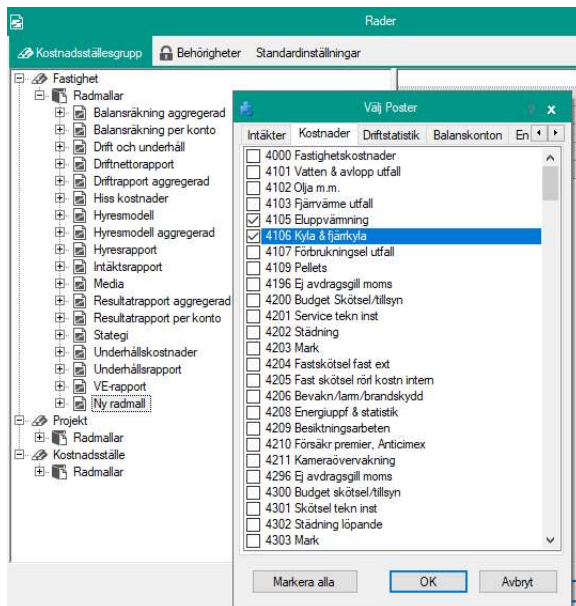 Rader
Kostnadsställesgrupp Behörigheter Standardinställningar
Fastighet
Radmallar
Balansräkning aggregerad
Balansräkning per konto
Drift och underhåll
Driftnettorapport
Driftrapport aggregerad
Hiss kostnader
Hyresmodell
Hyresmodell aggregerad
Hyresrapport
Intäktsrapport
Media
Resultatrapport aggregerad
Resultatrapport per konto
Stategi
Underhållskostnader
Underhållsrapport
VE-rapport
Ny radmall
Projekt
Radmallar
Kostnadsställe
Radmallar
Välj Poster ? x
Intäkter Kostnader Driftstatistik Balanskonton En
4000 Fastighetskostnader
4101 Vatten & avlopp utfall
4102 Olja m.m.
4103 Fjärrvärme utfall
4105 Eluppvämning
4106 Kyla & fjärkyla
4107 Förbrukningsel utfall
4109 Pellets
4196 Ej avdragsgill moms
4200 Budget Skötsel/tillsyn
4201 Service tekn inst
4202 Städning
4203 Mark
4204 Fastskötsel fast ext
4205 Fast skötsel rörl kostn intern
4206 Bevakn/larm/brandskydd
4208 Energiuppf & statistik
4209 Besiktningsarbeten
4210 Försäkr premier, Anticimex
4211 Kameraövervakning
4296 Ej avdragsgill moms
4300 Budget skötsel/tillsyn
4301 Skötsel tekn inst
4302 Städning löpande
4303 Mark
Markera alla OK Avbryt